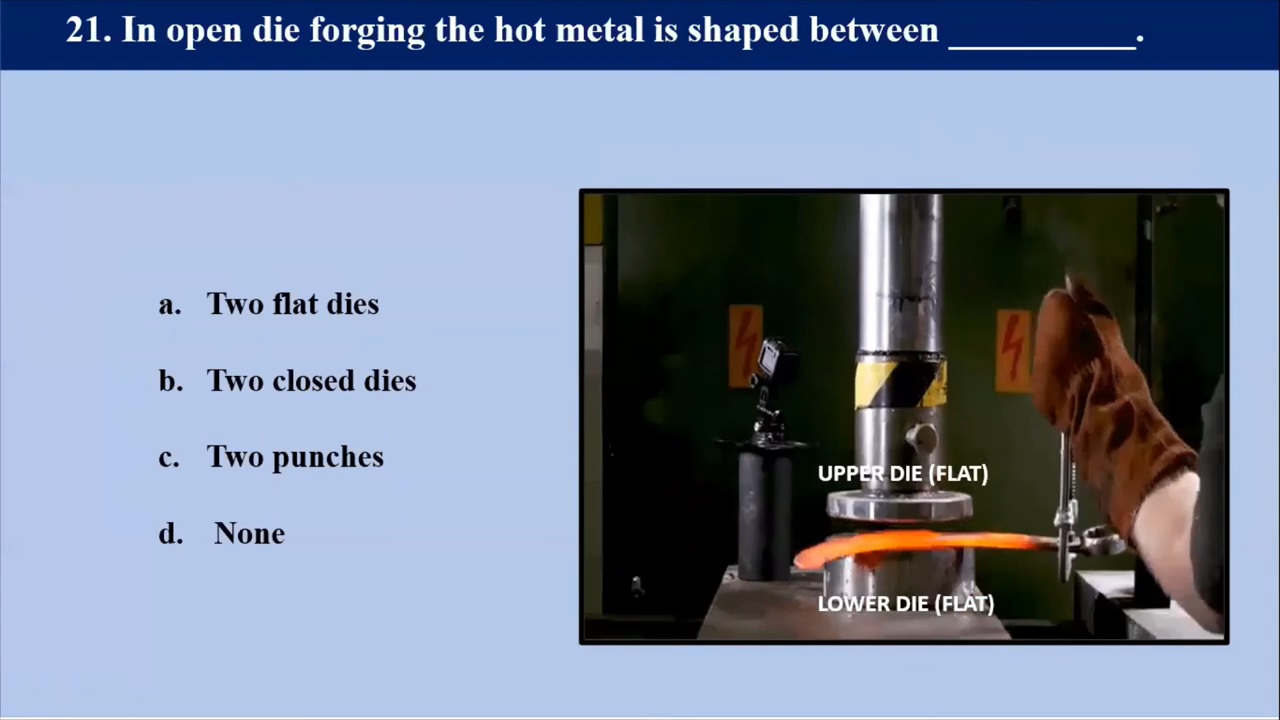 21. In open die forging the hot metal is shaped between ___________.
a. Two flat dies
b. Two closed dies
c. Two punches
d. None
UPPER DIE (FLAT)
LOWER DIE (FLAT)